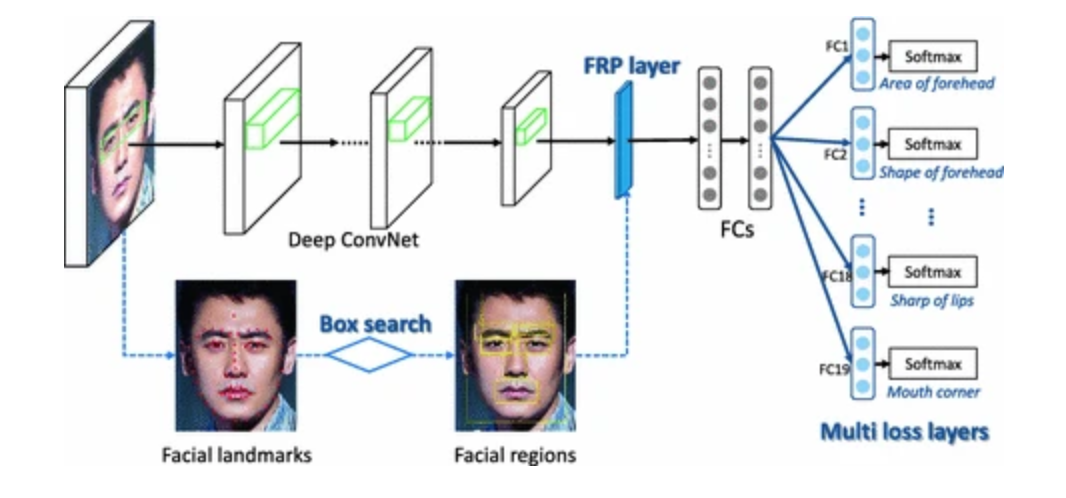 FRP layer
FC1
Softmax
Area of forehead
FC2
Softmax
Shape of forehead
Deep ConvNet
FCs
FC18
Softmax
Sharp of lips
Box search
FC19
Softmax
Mouth corner
Multi loss layers
Facial landmarks
Facial regions